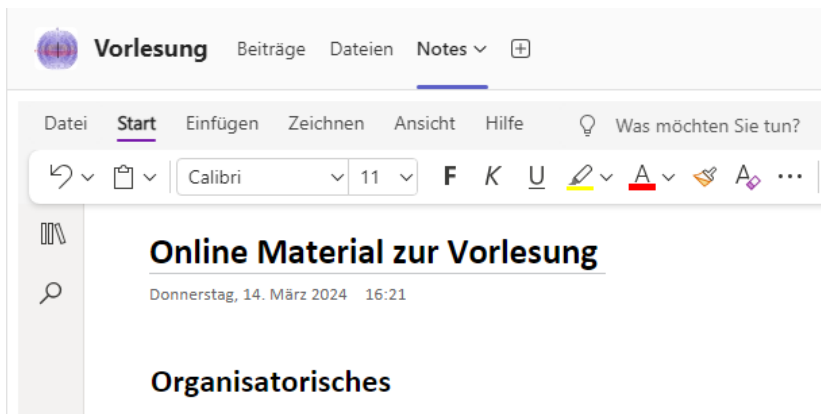 Vorlesung Beiträge Dateien Notes
Datei Start Einfügen Zeichnen Ansicht Hilfe Was möchten Sie tun?
Calibri 11 F K U A A
Online Material zur Vorlesung
Donnerstag, 14. März 2024 16:21
Organisatorisches